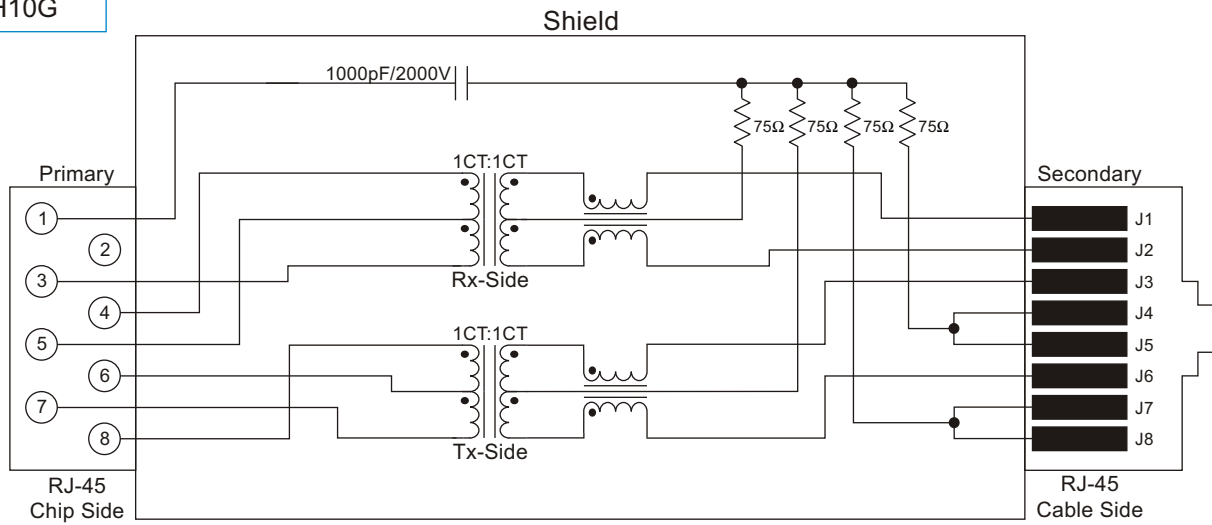 H10G
Shield
1000pF/2000V
75Ω 75Ω 75Ω 75Ω
Primary
1CT:1CT
Secondary
1
J1
2
J2
3
Rx-Side
J3
4
J4
5
1CT:1CT
J5
6
J6
7
J7
8
J8
Tx-Side
RJ-45
Chip Side
RJ-45
Cable Side